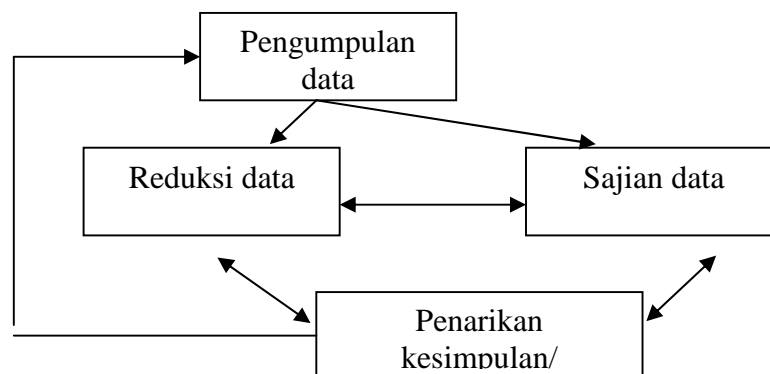 Pengumpulan
data
Reduksi data
Sajian data
Penarikan
kesimpulan/